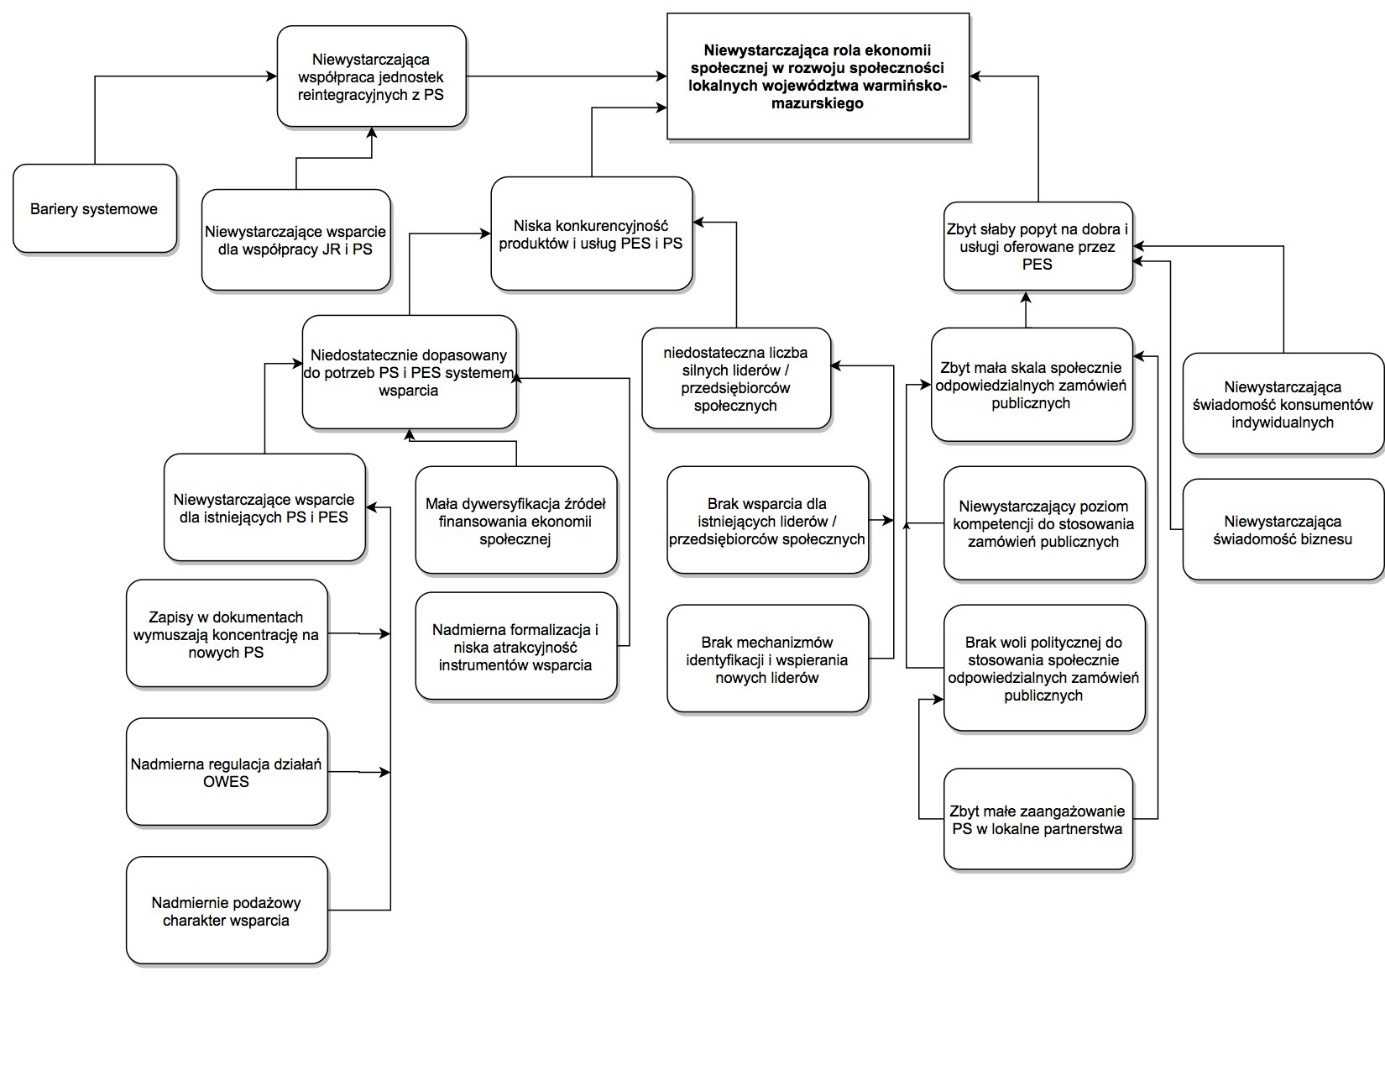 Niewystarczająca
współpraca jednostek
reintegracyjnych z PS
Niewystarczająca rola ekonomii
społecznej w rozwoju społeczności
lokalnych województwa warmińsko-
mazurskiego
Bariery systemowe
Niewystarczające wsparcie
dla współpracy JR i PS
Niska konkurencyjność
produktów i usług PES i PS
Zbyt słaby popyt na dobra i
usługi oferowane przez
PES
Niedostatecznie dopasowany
do potrzeb PS i PES systemem
wsparcia
niedostateczna liczba
silnych liderów /
przedsiębiorców
społecznych
Zbyt mała skala społecznie
odpowiedzialnych zamówień
publicznych
Niewystarczająca
świadomość konsumentów
indywidualnych
Niewystarczające wsparcie
dla istniejących PS i PES
Mała dywersyfikacja źródeł
finansowania ekonomii
społecznej
Brak wsparcia dla
istniejących liderów /
przedsiębiorców społecznych
Niewystarczający poziom
kompetencji do stosowania
zamówień publicznych
Niewystarczająca
świadomość biznesu
Zapisy w dokumentach
wymuszają koncentrację na
nowych PS
Nadmierna formalizacja i
niska atrakcyjność
instrumentów wsparcia
Brak mechanizmów
identyfikacji i wspierania
nowych liderów
Brak woli politycznej do
stosowania społecznie
odpowiedzialnych zamówień
publicznych
Nadmierna regulacja działań
OWES
Zbyt małe zaangażowanie
PS w lokalne partnerstwa
Nadmiernie podażowy
charakter wsparcia